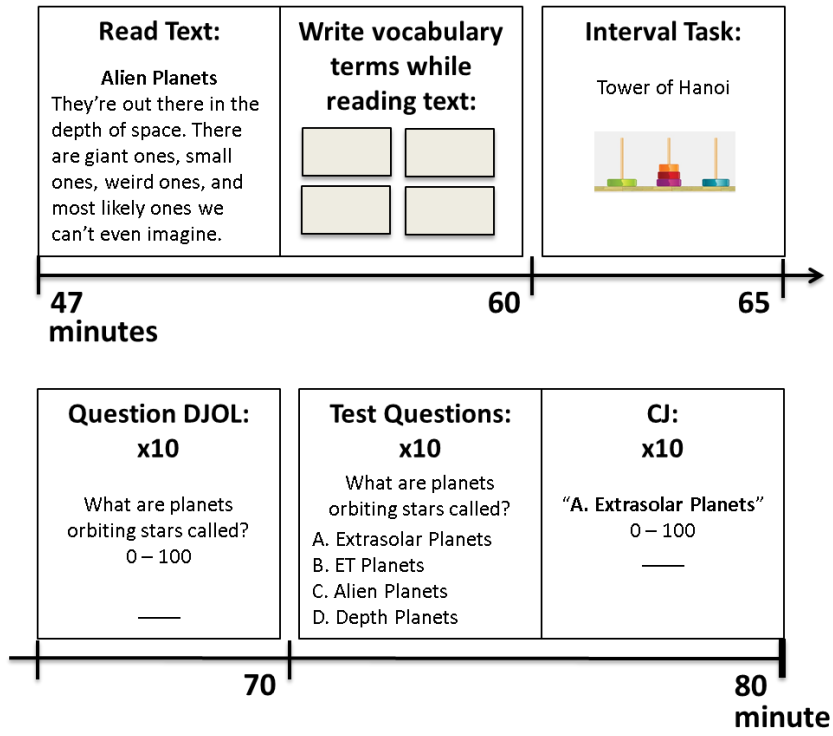 Read Text:
Alien Planets
They're out there in the
depth of space. There
are giant ones, small
ones, weird ones, and
most likely ones we
can't even imagine.
Write vocabulary
terms while
reading text:
Interval Task:
Tower of Hanoi
47
minutes
60
65
Question DJOL:
x10
What are planets
orbiting stars called?
0 – 100
Test Questions:
x10
What are planets
orbiting stars called?
A. Extrasolar Planets
B. ET Planets
C. Alien Planets
D. Depth Planets
CJ:
x10
“A. Extrasolar Planets”
0 – 100
70
80
minute